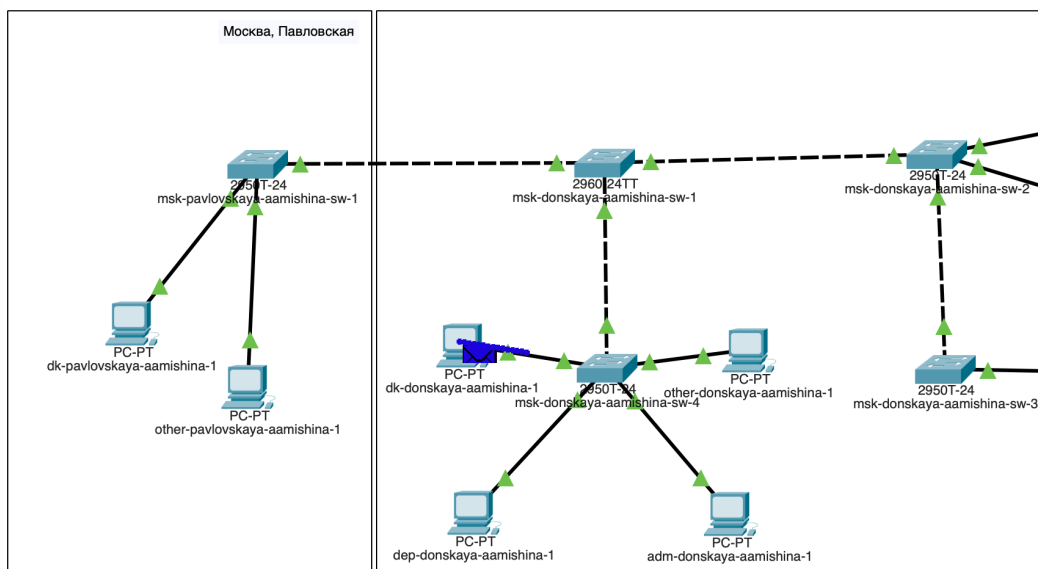 Москва, Павловская
2950T-24
msk-pavlovskaya-aamishina-sw-1
2960-24TT
msk-donskaya-aamishina-sw-1
2950T-24
msk-donskaya-aamishina-sw-2
PC-PT
dk-pavlovskaya-aamishina-1
PC-PT
other-pavlovskaya-aamishina-1
PC-PT
dk-donskaya-aamishina-1
2950T-24
msk-donskaya-aamishina-sw-4
PC-PT
other-donskaya-aamishina-1
2950T-24
msk-donskaya-aamishina-sw-3
PC-PT
dep-donskaya-aamishina-1
PC-PT
adm-donskaya-aamishina-1